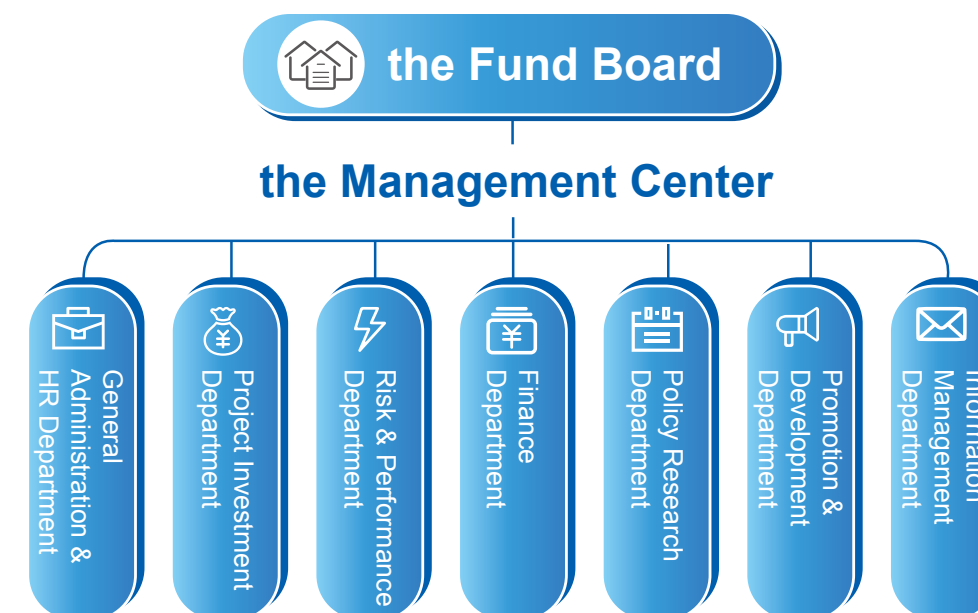 the Fund Board
the Management Center
General
Administration &
HR Department
Project Investment
Department
Risk & Performance
Department
¥
Finance
Department
Policy Research
Department
Promotion &
Development
Department
Information
Management
Department